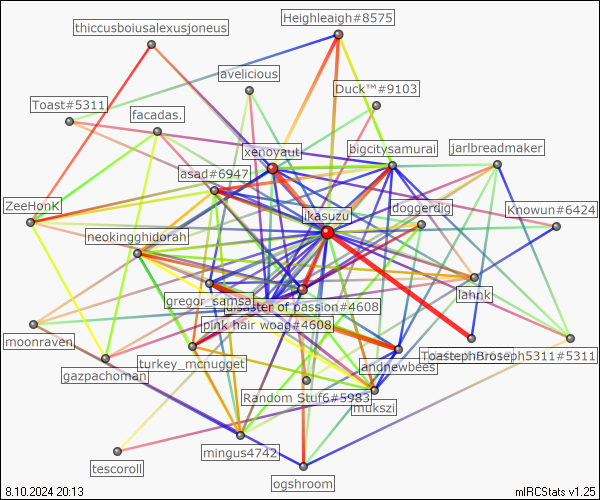 Heighleaigh#8575
thiccusboiusalexusjoneus
avelicious
Duck™#9103
Toast#5311
facadas.
xenoyaut
bigcitysamurai
jarlbreadmaker
asad#6947
ZeeHonK
ikasuzu
doggerdig
Knowun#6424
neokingghidorah
gregor_samsa
lahnk
disaster of passion#4608
pink hair woag#4608
moonraven
gazpachoman
turkey_mcnugget
andnewbees
Random Stuf6#5983
mukszi
mingus4742
tescoroll
ogshroom
8.10.2024 20:13
mIRCStats v1.25